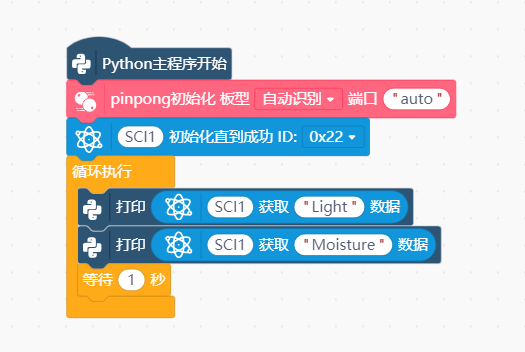 Python主程序开始
pinpong初始化 板型 自动识别 端口 "auto"
SCI1 初始化直到成功 ID: 0x22
循环执行
打印 SCI1 获取 "Light" 数据
打印 SCI1 获取 "Moisture" 数据
等待 1 秒